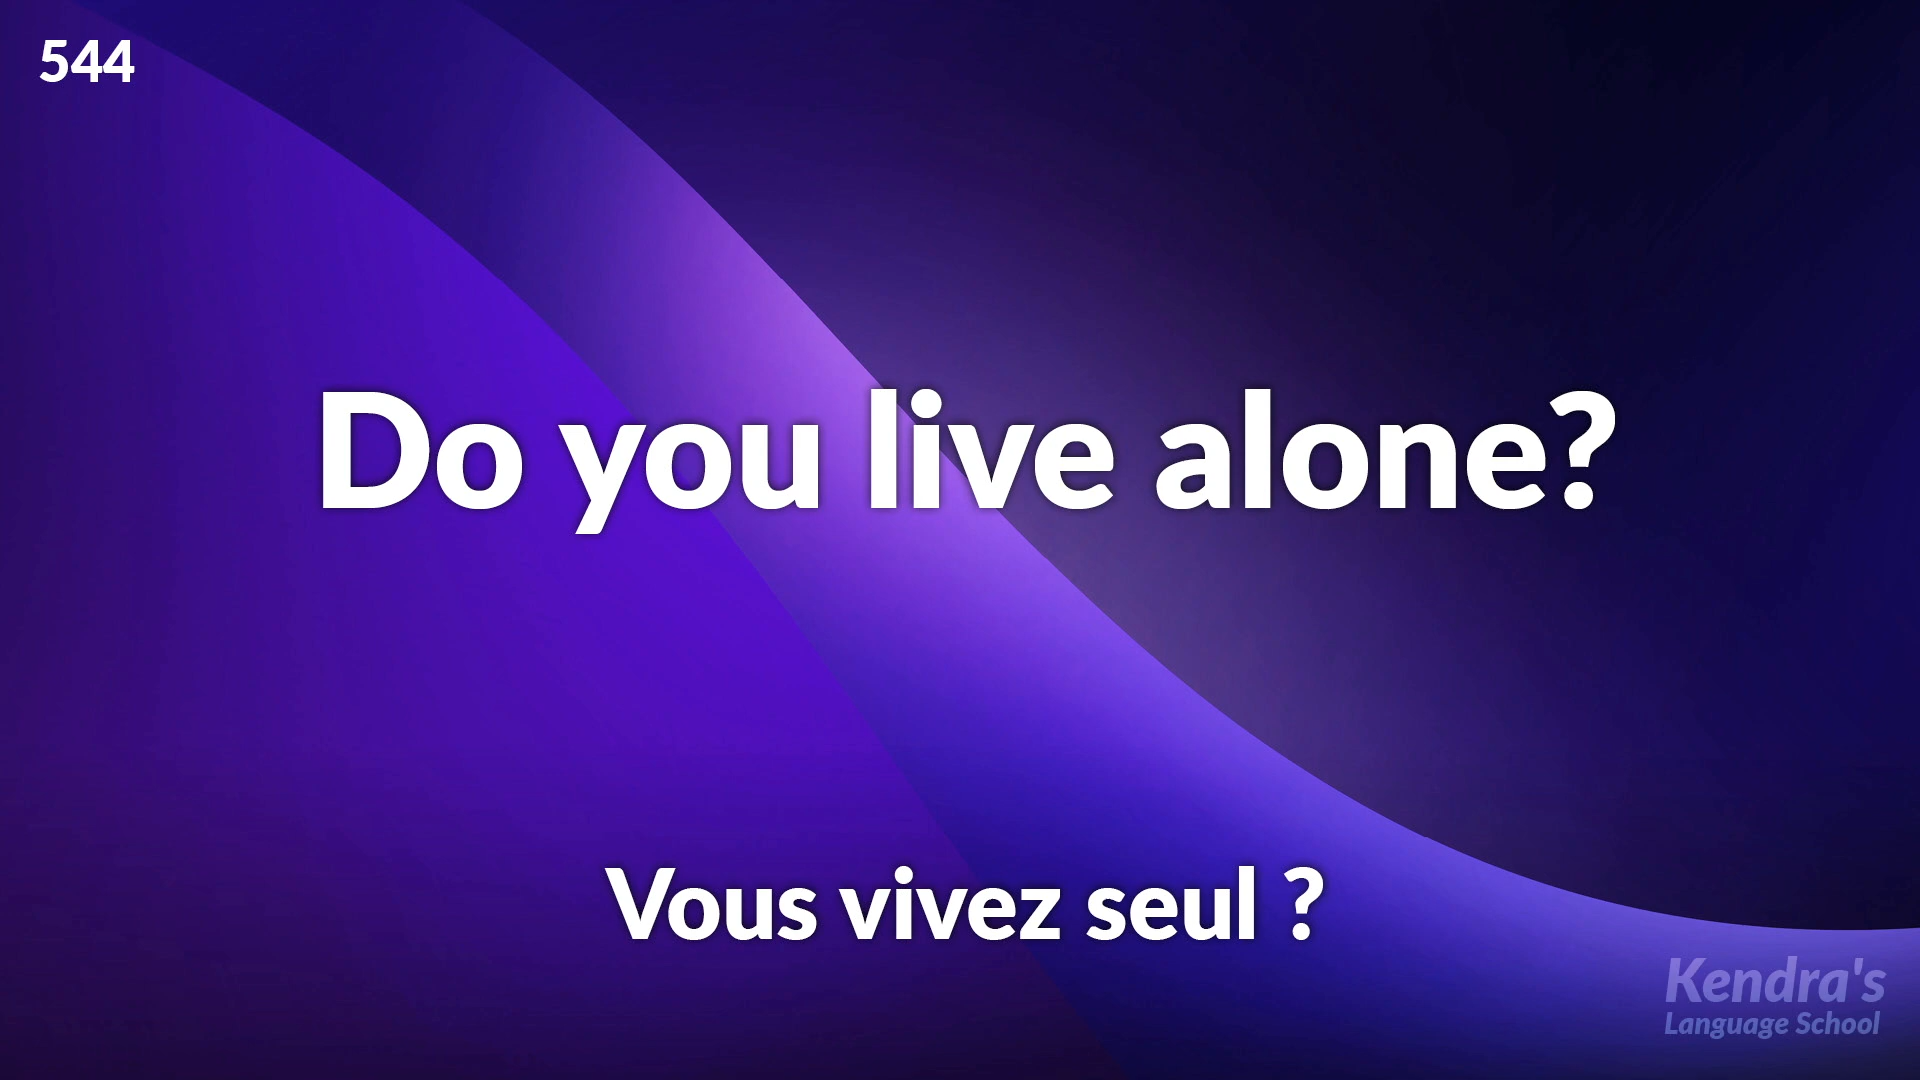 544
Do you live alone?
Vous vivez seul ?
Kendra's
Language School